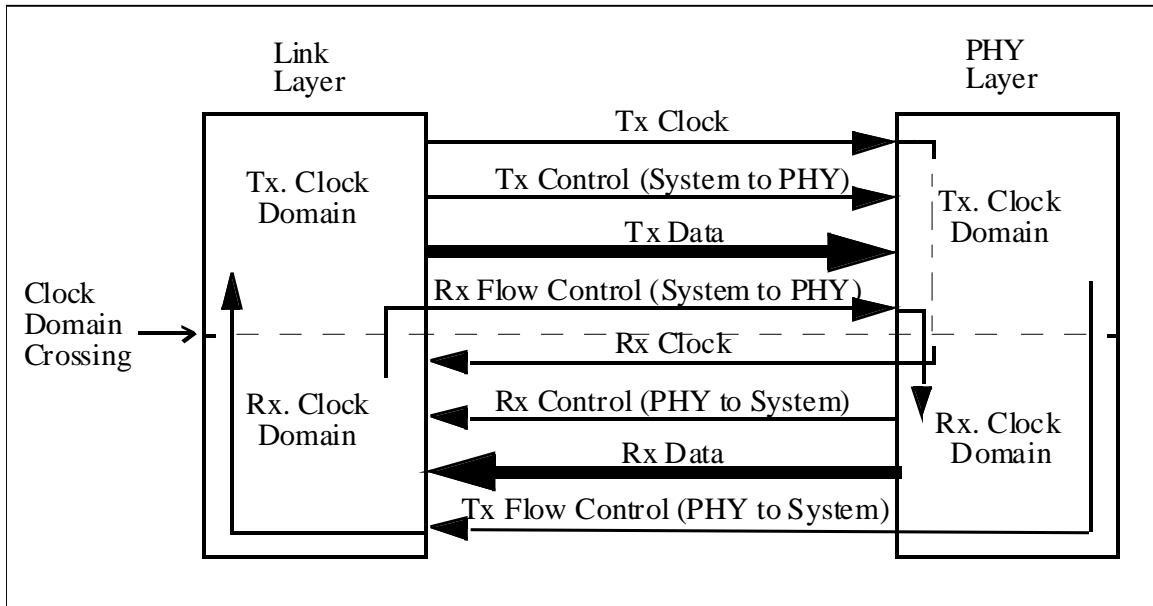 Link
Layer
PHY
Layer
Tx Clock
Tx Control (System to PHY)
Tx Data
Rx Flow Control (System to PHY)
Rx Clock
Rx Control (PHY to System)
Rx Data
Tx Flow Control (PHY to System)
Tx. Clock
Domain
Rx. Clock
Domain
Tx. Clock
Domain
Rx. Clock
Domain
Clock
Domain
Crossing